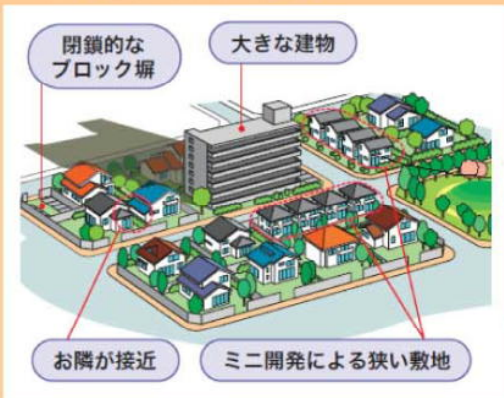 閉鎖的な
ブロック塀
大きな建物
お隣が接近
ミニ開発による狭い敷地